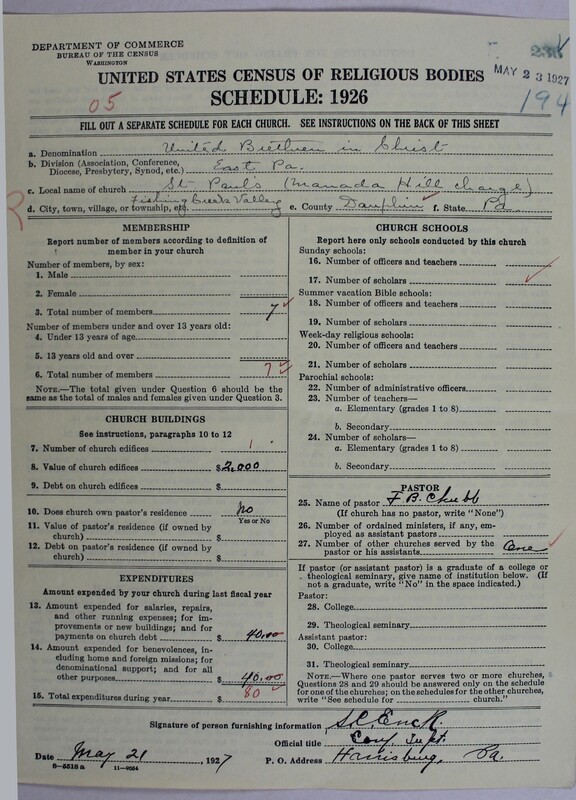 DEPARTMENT OF COMMERCE
BUREAU OF THE CENSUS
WASHINGTON
MAY 23 1927
UNITED STATES CENSUS OF RELIGIOUS BODIES
SCHEDULE: 1926
05
194
FILL OUT A SEPARATE SCHEDULE FOR EACH CHURCH. SEE INSTRUCTIONS ON THE BACK OF THIS SHEET
a. Denomination United Brethren in Christ
b. Division (Association, Conference,
Diocese, Presbytery, Synod, etc.) East Pa.
c. Local name of church St. Paul's (Manada Hill charge)
d. City, town, village, or township, etc. Fishing Creek Valley e. County Dauphin f. State Pa.
MEMBERSHIP
Report number of members according to definition of
member in your church
Number of members, by sex:
1. Male
2. Female
3. Total number of members 7
Number of members under and over 13 years old:
4. Under 13 years of age
5. 13 years old and over
6. Total number of members 7
NOTE.—The total given under Question 6 should be the
same as the total of males and females given under Question 3.
CHURCH BUILDINGS
See instructions, paragraphs 10 to 12
7. Number of church edifices 1
8. Value of church edifices $2,000
9. Debt on church edifices $
10. Does church own pastor's residence? No
Yes or No
11. Value of pastor's residence (if owned by
church) $
12. Debt on pastor's residence (if owned by
church) $
EXPENDITURES
Amount expended by your church during last fiscal year
13. Amount expended for salaries, repairs,
and other running expenses; for im-
provements or new buildings; and for
payments on church debt $ 40.00
14. Amount expended for benevolences, in-
cluding home and foreign missions; for
denominational support; and for all
other purposes $ 40.00
15. Total expenditures during year $ 80
CHURCH SCHOOLS
Report here only schools conducted by this church
Sunday schools:
16. Number of officers and teachers
17. Number of scholars
Summer vacation Bible schools:
18. Number of officers and teachers
19. Number of scholars
Week-day religious schools:
20. Number of officers and teachers
21. Number of scholars
Parochial schools:
22. Number of administrative officers
23. Number of teachers—
a. Elementary (grades 1 to 8)
b. Secondary
24. Number of scholars—
a. Elementary (grades 1 to 8)
b. Secondary
PASTOR
25. Name of pastor F. B. Chubb
(If church has no pastor, write "None")
26. Number of ordained ministers, if any, em-
ployed as assistant pastors
27. Number of other churches served by the
pastor or his assistants One
If pastor (or assistant pastor) is a graduate of a college or
theological seminary, give name of institution below. (If
not a graduate, write "No" in the space indicated.)
Pastor:
28. College
29. Theological seminary
Assistant pastor:
30. College
31. Theological seminary
NOTE.—Where one pastor serves two or more churches,
Questions 28 and 29 should be answered only on the schedule
for one of the churches; on the schedules for the other churches,
write "See schedule for church."
Signature of person furnishing information S. C. Enck
Official title Conf. Supt.
Date May 21, 1927 P. O. Address Harrisburg, Pa.
8—5518a 11—9054